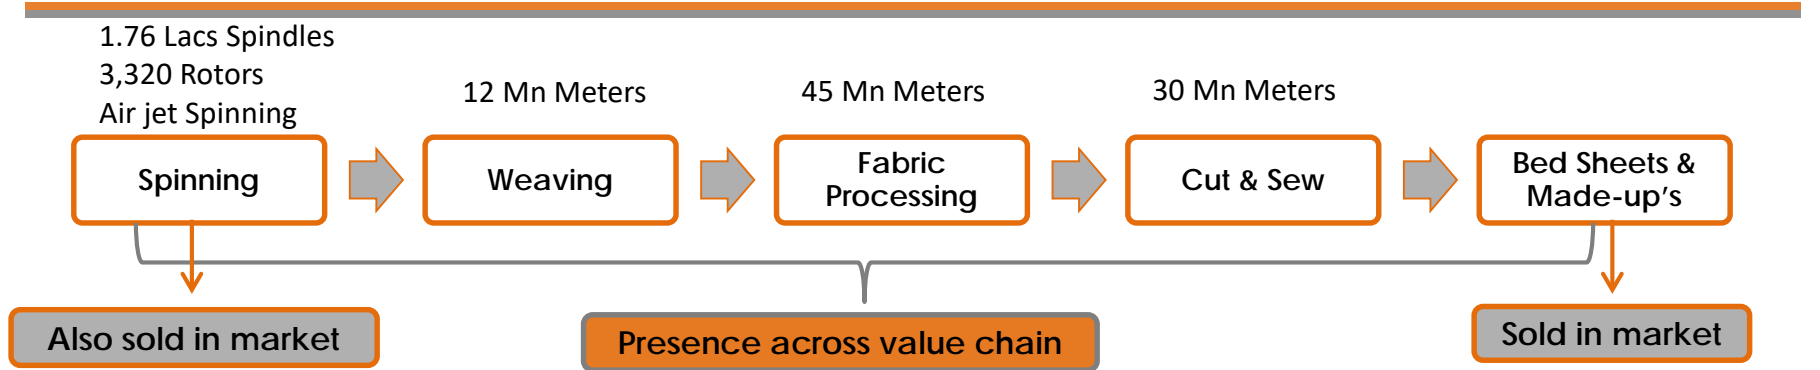 1.76 Lacs Spindles
3,320 Rotors
Air jet Spinning
12 Mn Meters
45 Mn Meters
30 Mn Meters
Spinning
Weaving
Fabric
Processing
Cut & Sew
Bed Sheets &
Made-up's
Also sold in market
Presence across value chain
Sold in market